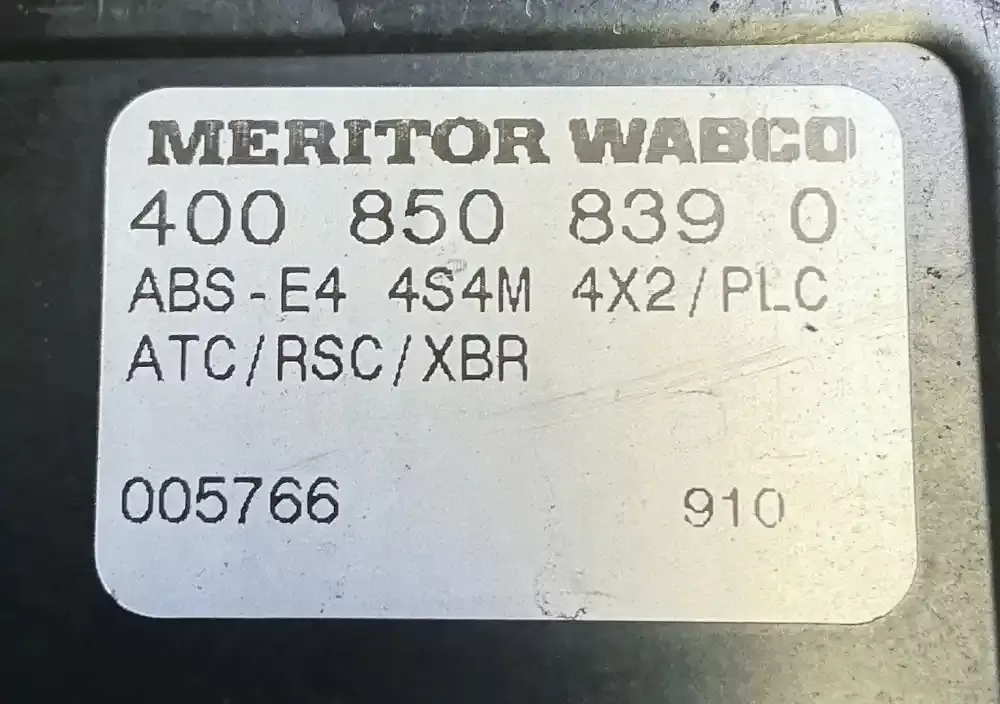 MERITOR WABCO
400 850 839 0
ABS-E4 4S4M 4X2/PLC
ATC/RSC/XBR
005766 910